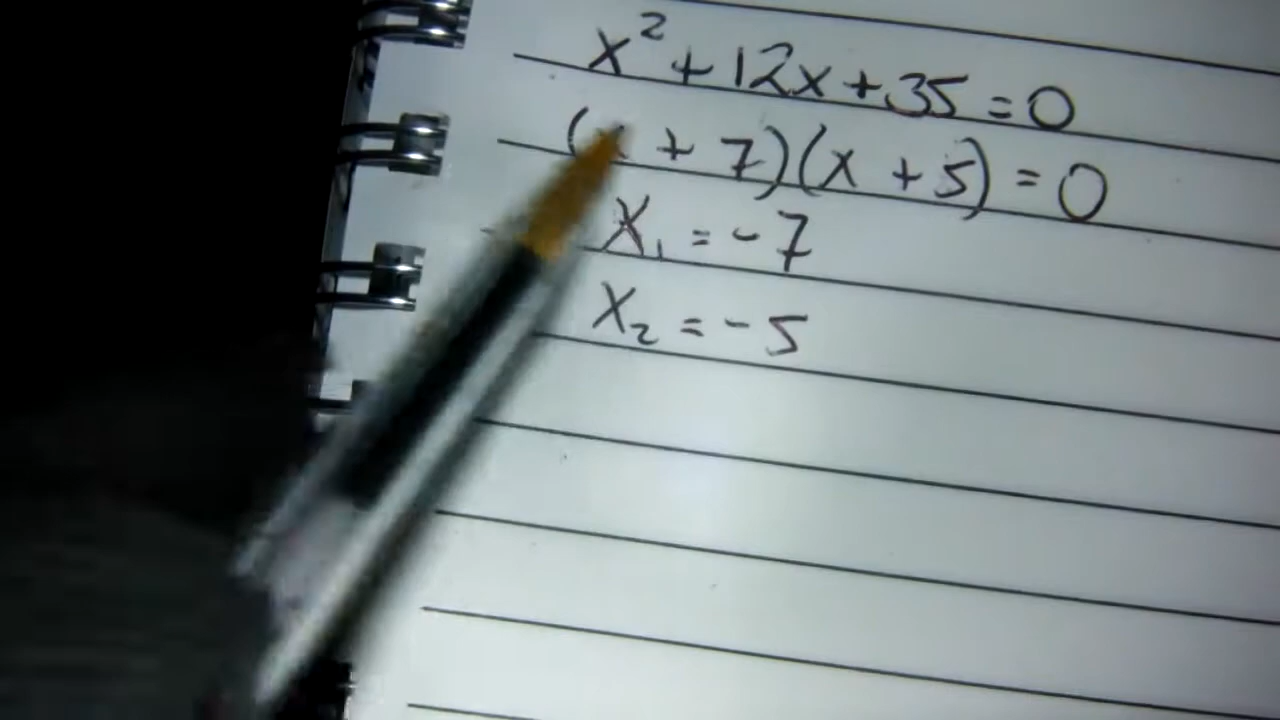 x² + 12x + 35 = 0
(x + 7)(x + 5) = 0
x₁ = -7
x₂ = -5